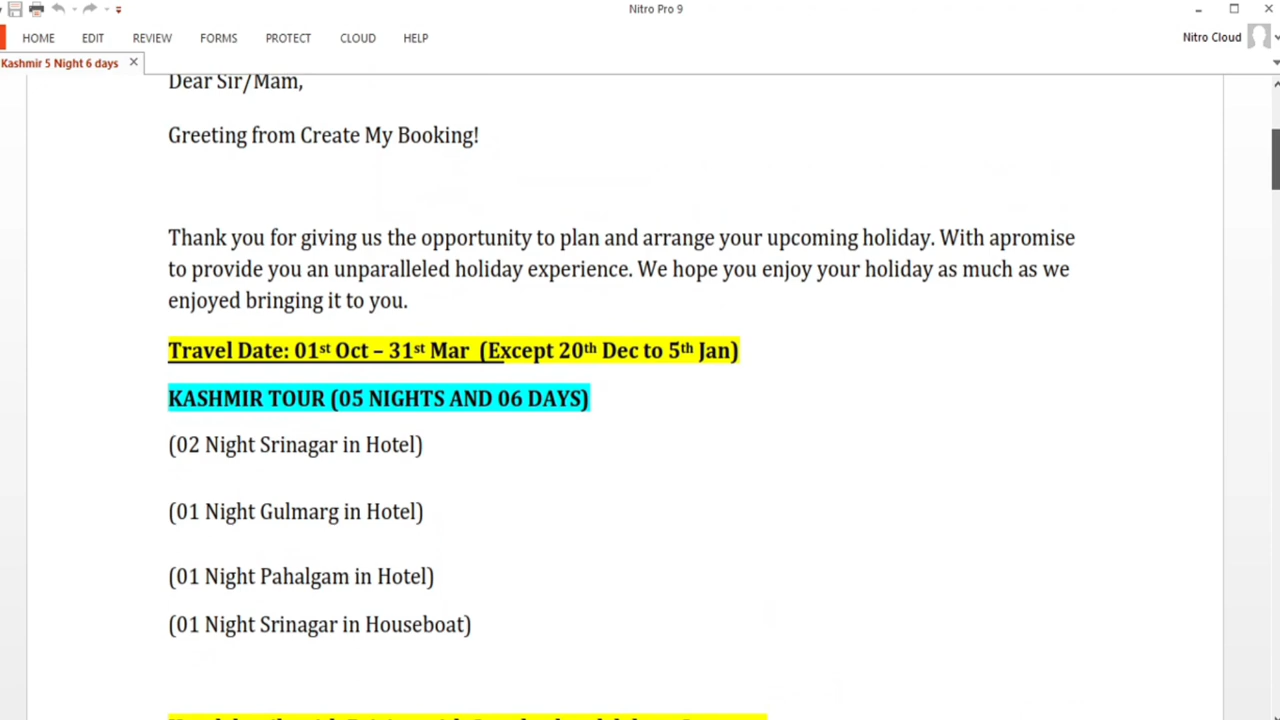 Nitro Pro 9
HOME EDIT REVIEW FORMS PROTECT CLOUD HELP
Nitro Cloud
Kashmir 5 Night 6 days
Dear Sir/Mam,
Greeting from Create My Booking!
Thank you for giving us the opportunity to plan and arrange your upcoming holiday. With apromise
to provide you an unparalleled holiday experience. We hope you enjoy your holiday as much as we
enjoyed bringing it to you.
Travel Date: 01st Oct – 31st Mar (Except 20th Dec to 5th Jan)
KASHMIR TOUR (05 NIGHTS AND 06 DAYS)
(02 Night Srinagar in Hotel)
(01 Night Gulmarg in Hotel)
(01 Night Pahalgam in Hotel)
(01 Night Srinagar in Houseboat)